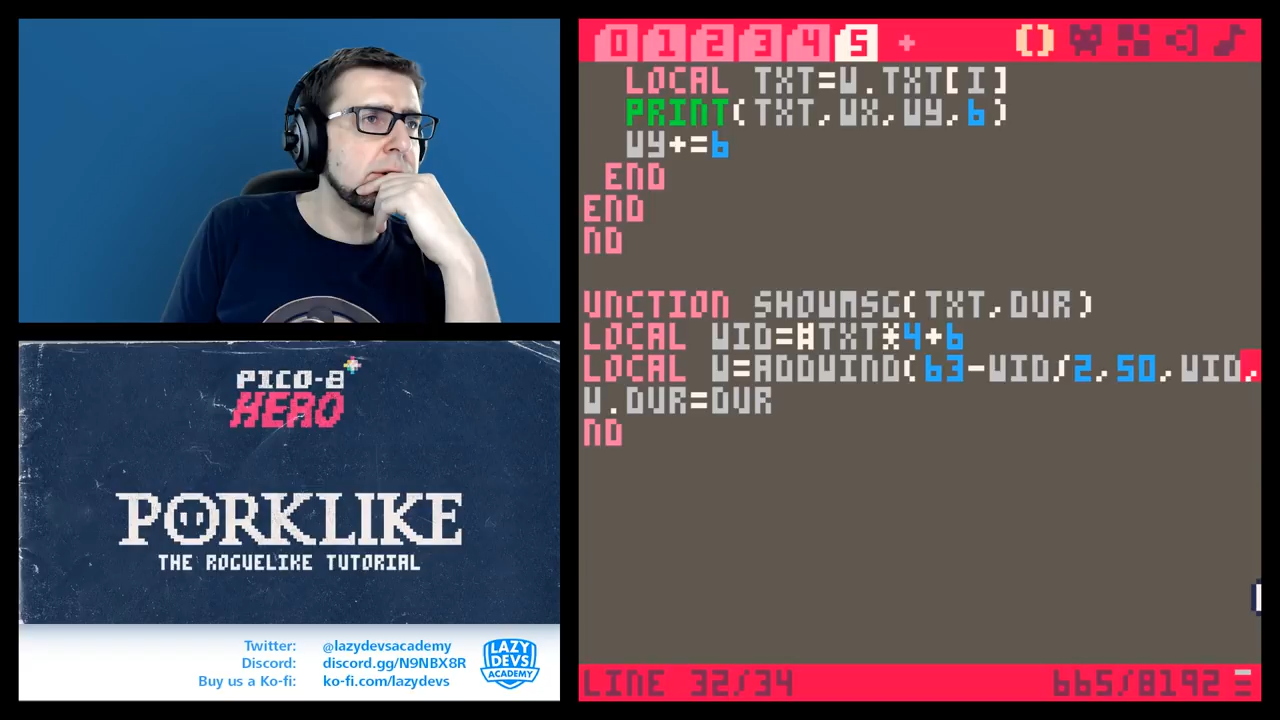 0 1 2 3 4 5 +
LOCAL TXT=W.TXT[I]
PRINT(TXT,WX,WY,6)
WY+=6
END
END
ND
UNCTION SHOWMSG(TXT,DUR)
LOCAL WID=#TXT*4+6
LOCAL W=ADDWIND(63-WID/2,50,WID,
W.DUR=DUR
ND
LINE 32/34
665/8192
PICO-8
HERO
PORKLIKE
THE ROGUELIKE TUTORIAL
Twitter: @lazydevsacademy
Discord: discord.gg/N9NBX8R
Buy us a Ko-fi: ko-fi.com/lazydevs
LAZY
DEVS
ACADEMY